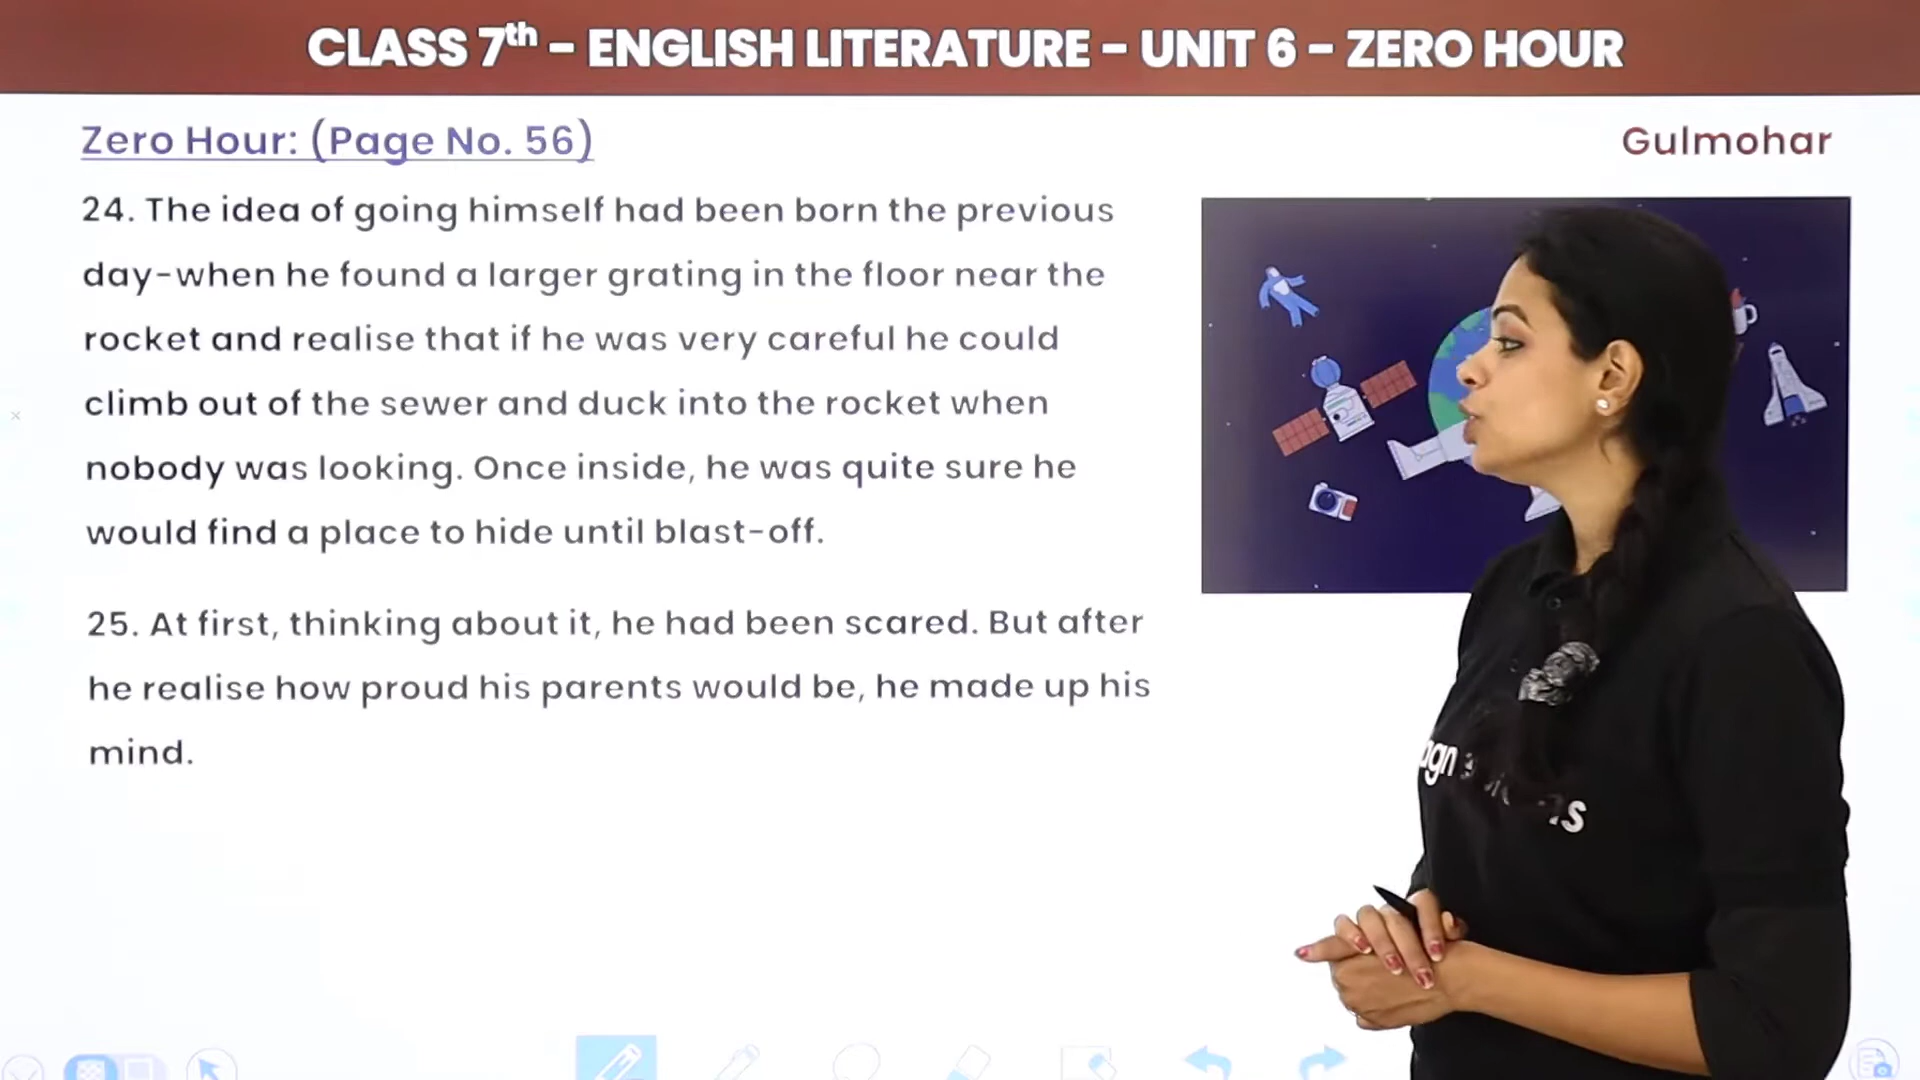 CLASS 7th – ENGLISH LITERATURE – UNIT 6 – ZERO HOUR
Zero Hour: (Page No. 56)
Gulmohar
24. The idea of going himself had been born the previous
day-when he found a larger grating in the floor near the
rocket and realise that if he was very careful he could
climb out of the sewer and duck into the rocket when
nobody was looking. Once inside, he was quite sure he
would find a place to hide until blast-off.
25. At first, thinking about it, he had been scared. But after
he realise how proud his parents would be, he made up his
mind.